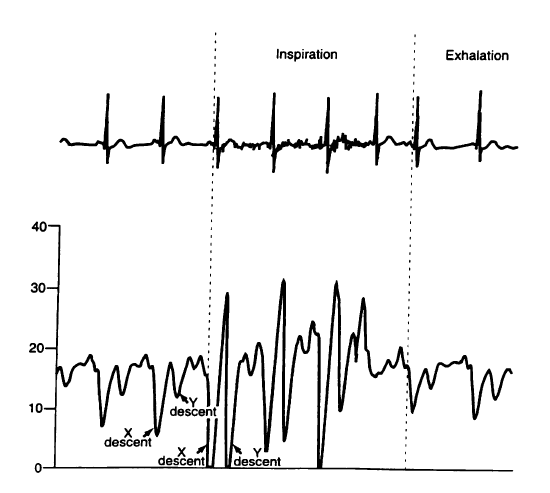 Inspiration
Exhalation
40
30
20
10
0
X
descent
Y
descent
X
descent
Y
descent